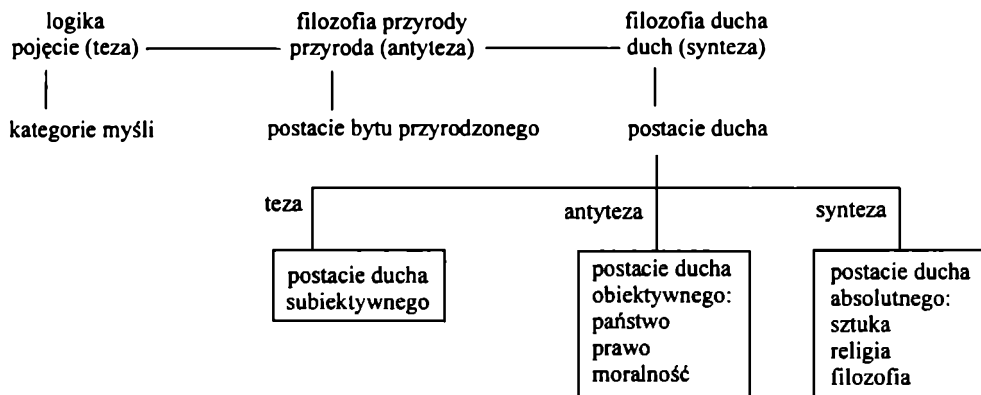 logika
pojęcie (teza)
filozofia przyrody
przyroda (antyteza)
filozofia ducha
duch (synteza)
kategorie myśli
postacie bytu przyrodzonego
postacie ducha
teza
antyteza
synteza
postacie ducha
subiektywnego
postacie ducha
obiektywnego:
państwo
prawo
moralność
postacie ducha
absolutnego:
sztuka
religia
filozofia